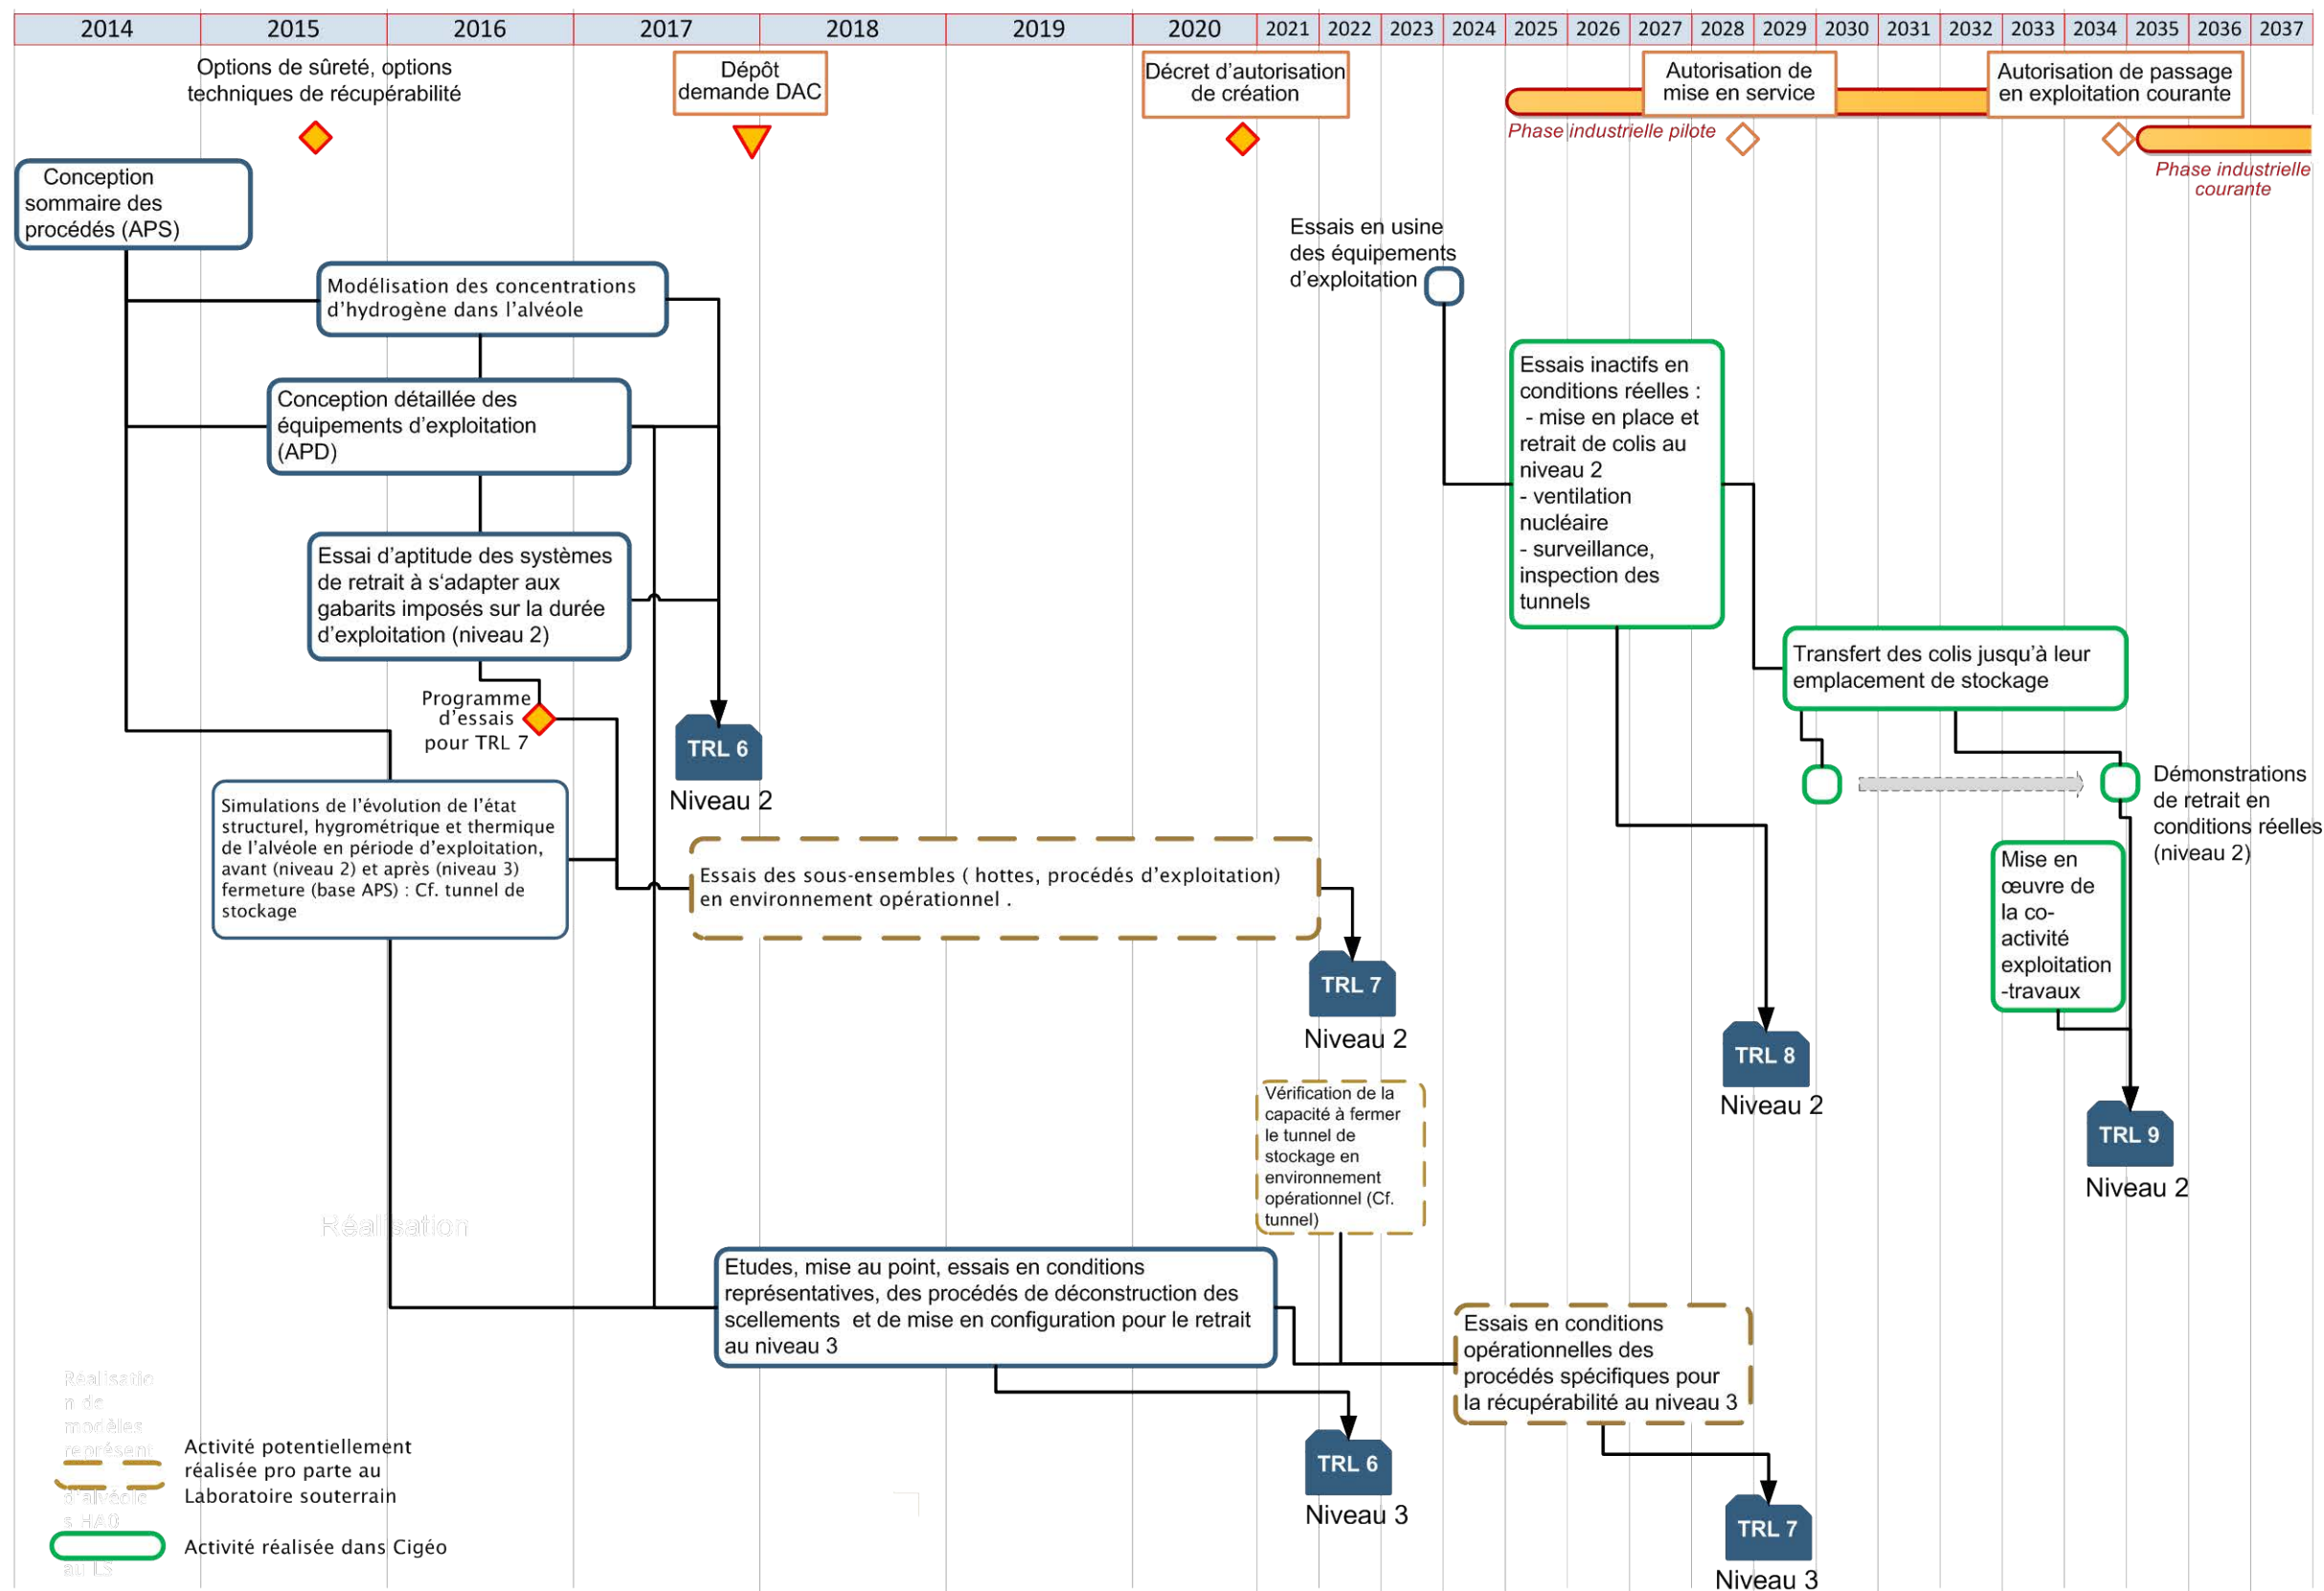 2014 2015 2016 2017 2018 2019 2020 2021 2022 2023 2024 2025 2026 2027 2028 2029 2030 2031 2032 2033 2034 2035 2036 2037
Options de sûreté, options
techniques de récupérabilité
Dépôt
demande DAC
Décret d'autorisation
de création
Autorisation de
mise en service
Autorisation de passage
en exploitation courante
Phase industrielle pilote
Phase industrielle
courante
Conception
sommaire des
procédés (APS)
Essais en usine
des équipements
d'exploitation
Modélisation des concentrations
d'hydrogène dans l'alvéole
Conception détaillée des
équipements d'exploitation
(APD)
Essais inactifs en
conditions réelles :
- mise en place et
retrait de colis au
niveau 2
- ventilation
nucléaire
- surveillance,
inspection des
tunnels
Essai d'aptitude des systèmes
de retrait à s'adapter aux
gabarits imposés sur la durée
d'exploitation (niveau 2)
Transfert des colis jusqu'à leur
emplacement de stockage
Programme
d'essais
pour TRL 7
TRL 6
Niveau 2
Démonstrations
de retrait en
conditions réelles
(niveau 2)
Simulations de l'évolution de l'état
structurel, hygrométrique et thermique
de l'alvéole en période d'exploitation,
avant (niveau 2) et après (niveau 3)
fermeture (base APS) : Cf. tunnel de
stockage
Essais des sous-ensembles ( hottes, procédés d'exploitation)
en environnement opérationnel .
Mise en
œuvre de
la co-
activité
exploitation
-travaux
TRL 7
Niveau 2
TRL 8
Niveau 2
Vérification de la
capacité à fermer
le tunnel de
stockage en
environnement
opérationnel (Cf.
tunnel)
TRL 9
Niveau 2
Réalisation
Etudes, mise au point, essais en conditions
représentatives, des procédés de déconstruction des
scellements et de mise en configuration pour le retrait
au niveau 3
Essais en conditions
opérationnelles des
procédés spécifiques pour
la récupérabilité au niveau 3
TRL 6
Niveau 3
TRL 7
Niveau 3
Réalisatio
n de
modèles
représent
d'alvéole
s HA0
au LS
Activité potentiellement
réalisée pro parte au
Laboratoire souterrain
Activité réalisée dans Cigéo